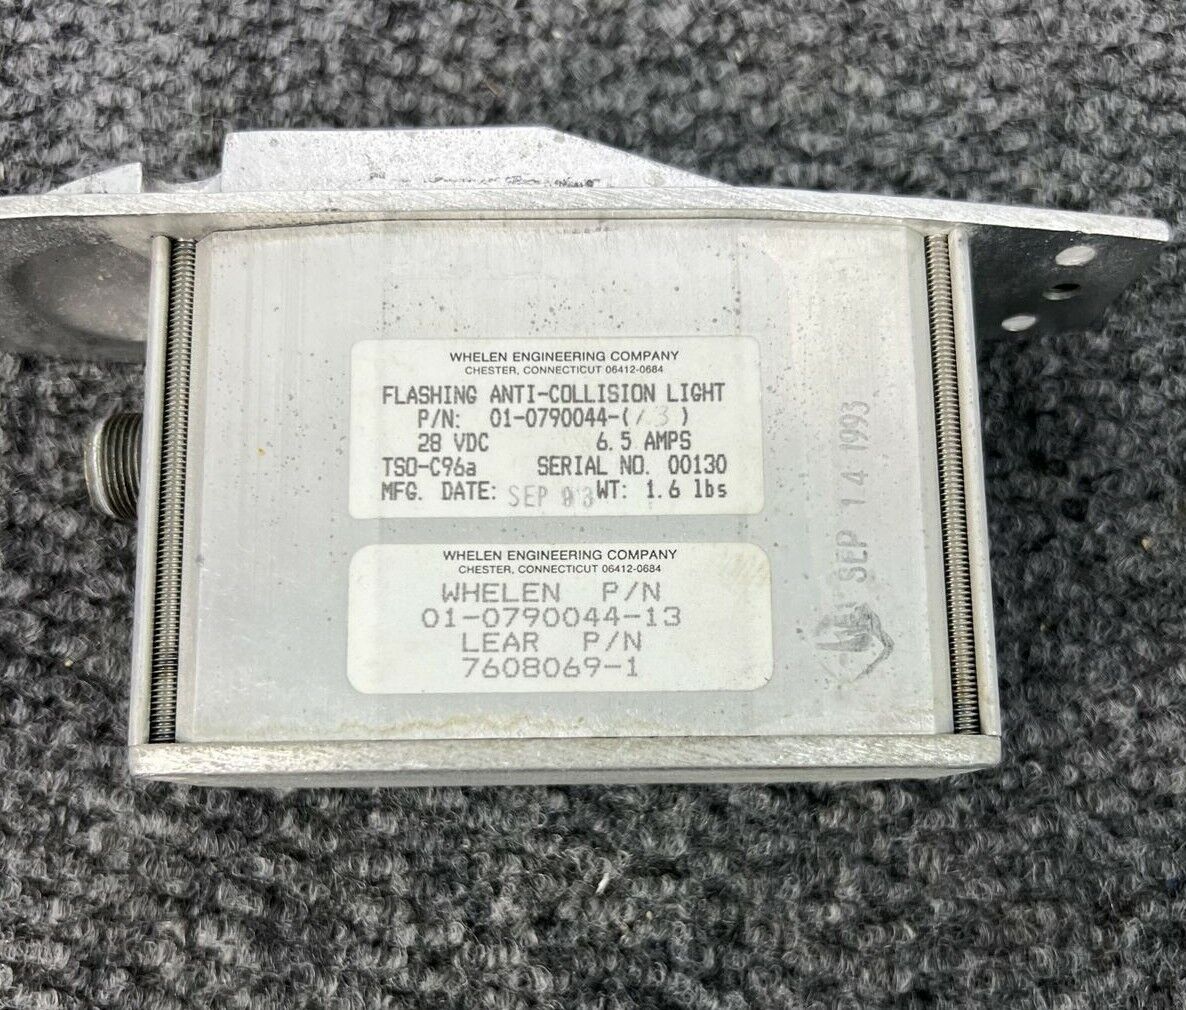 WHELEN ENGINEERING COMPANY
CHESTER, CONNECTICUT 06412-0684
FLASHING ANTI-COLLISION LIGHT
P/N: 01-0790044-(13)
28 VDC 6.5 AMPS
TSO-C96a SERIAL NO. 00130
MFG. DATE: SEP 93 WT: 1.6 lbs
WHELEN ENGINEERING COMPANY
CHESTER, CONNECTICUT 06412-0684
WHELEN P/N
01-0790044-13
LEAR P/N
7608069-1
SEP 14 1993